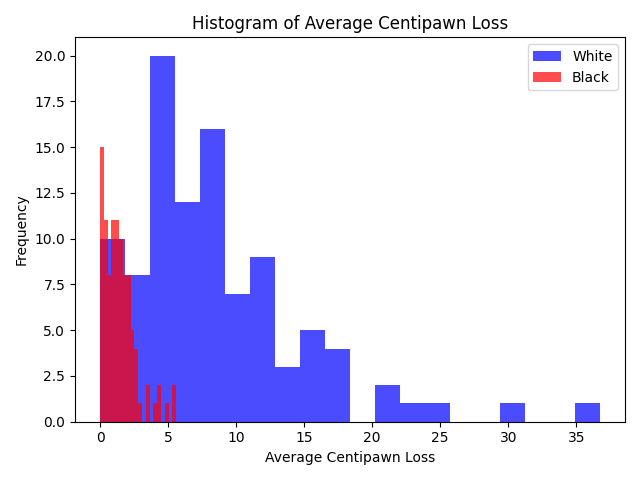 Histogram of Average Centipawn Loss
White
Black
Frequency
20.0
17.5
15.0
12.5
10.0
7.5
5.0
2.5
0.0
0 5 10 15 20 25 30 35
Average Centipawn Loss